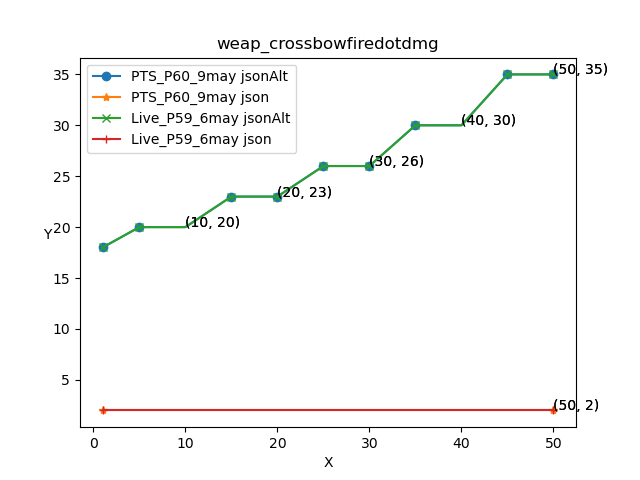 weap_crossbowfiredotdmg
PTS_P60_9may jsonAlt
PTS_P60_9may json
Live_P59_6may jsonAlt
Live_P59_6may json
(50, 35)
(40, 30)
(30, 26)
(20, 23)
(10, 20)
(50, 2)
Y
35
30
25
20
15
10
5
0 10 20 30 40 50
X